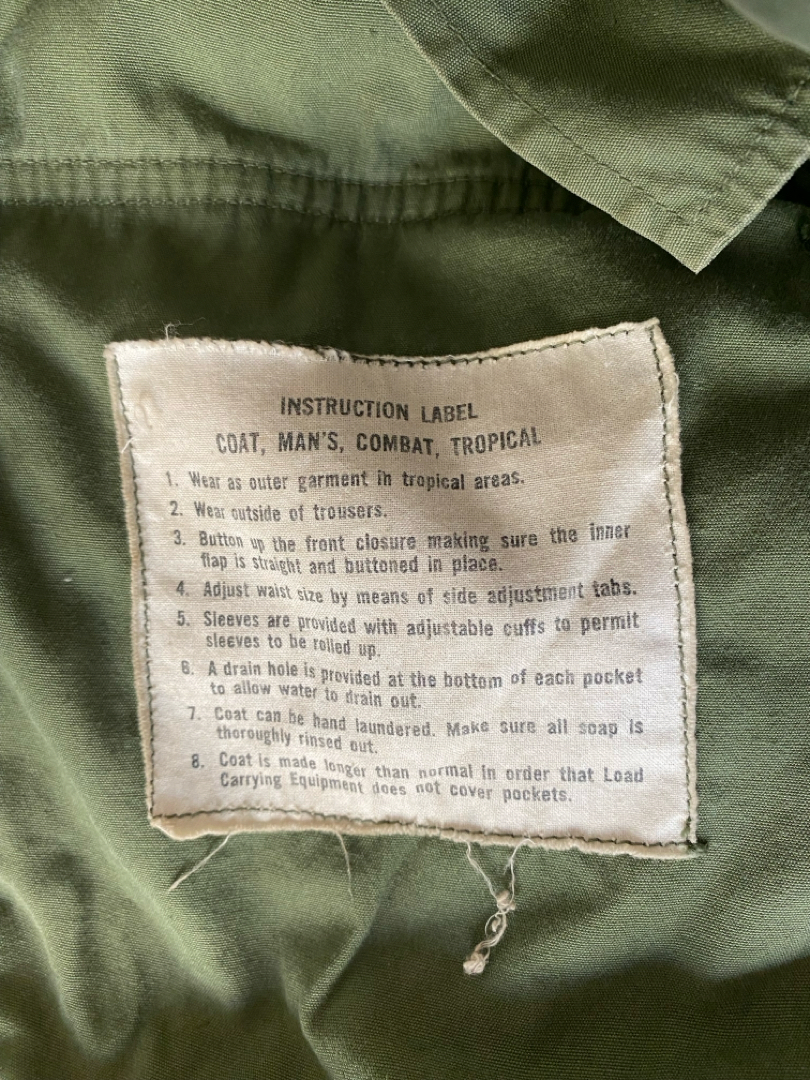 INSTRUCTION LABEL
COAT, MAN'S, COMBAT, TROPICAL
1. Wear as outer garment in tropical areas.
2. Wear outside of trousers.
3. Button up the front closure making sure the inner
flap is straight and buttoned in place.
4. Adjust waist size by means of side adjustment tabs.
5. Sleeves are provided with adjustable cuffs to permit
sleeves to be rolled up.
6. A drain hole is provided at the bottom of each pocket
to allow water to drain out.
7. Coat can be hand laundered. Make sure all soap is
thoroughly rinsed out.
8. Coat is made longer than normal in order that Load
Carrying Equipment does not cover pockets.